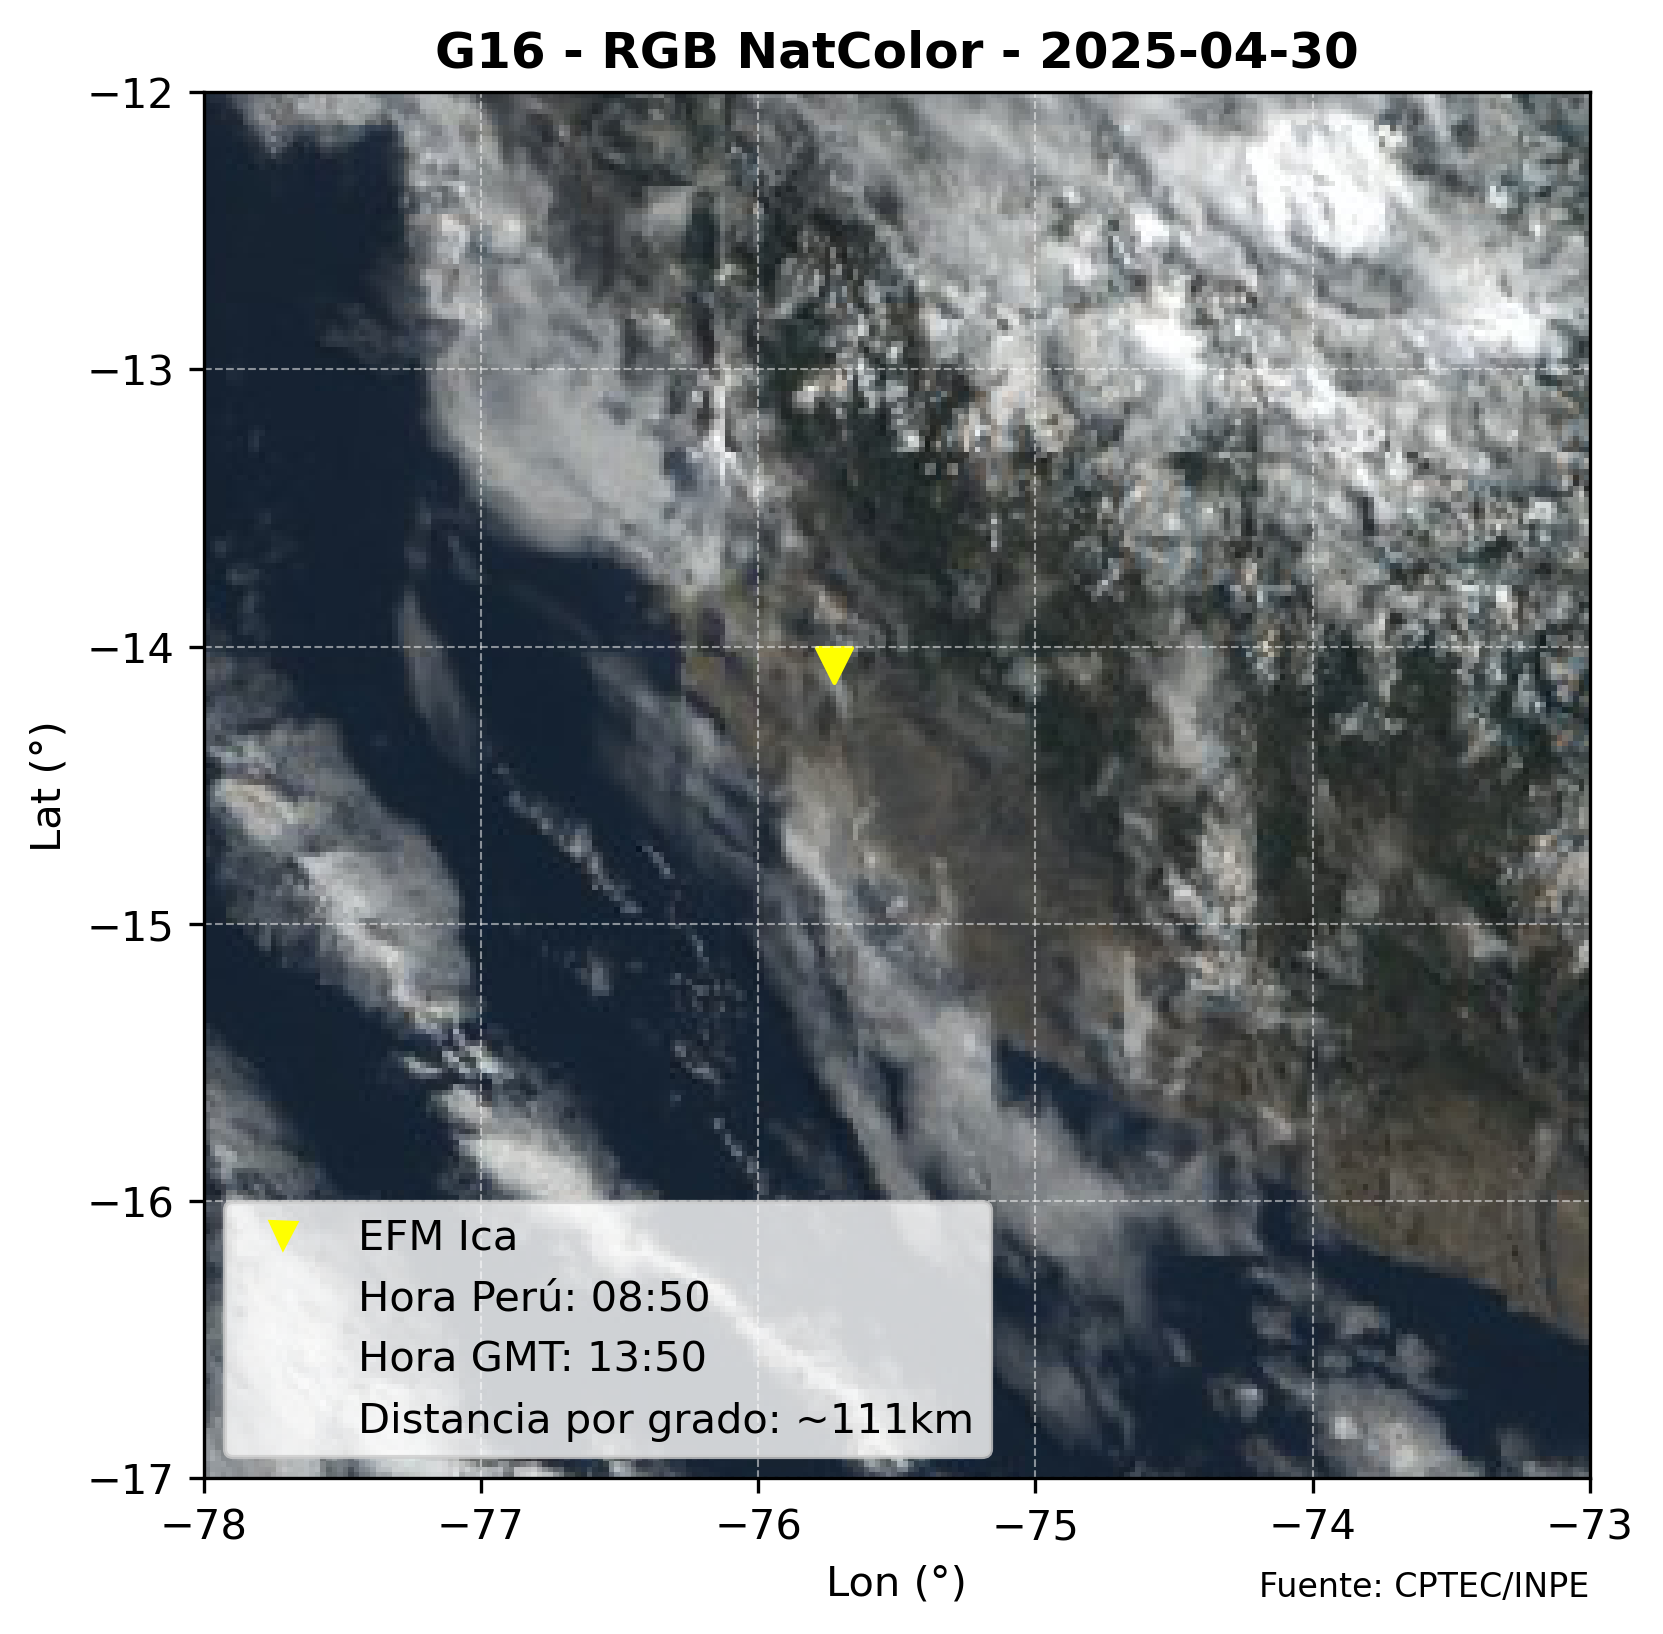 G16 - RGB NatColor - 2025-04-30
−12
−13
−14
−15
−16
−17
Lat (°)
EFM Ica
Hora Perú: 08:50
Hora GMT: 13:50
Distancia por grado: ~111km
−78
−77
−76
−75
−74
−73
Lon (°)
Fuente: CPTEC/INPE